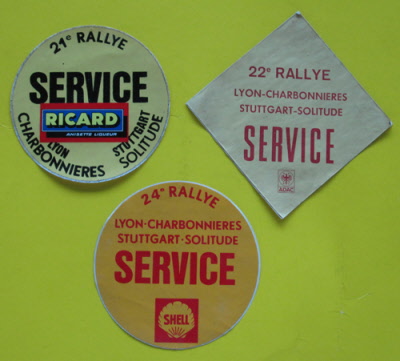 21e RALLYE
SERVICE
RICARD
ANISETTE LIQUEUR
LYON
CHARBONNIERES
STUTTGART
SOLITUDE
22e RALLYE
LYON-CHARBONNIERES
STUTTGART-SOLITUDE
SERVICE
ADAC
24e RALLYE
LYON-CHARBONNIERES
STUTTGART-SOLITUDE
SERVICE
SHELL